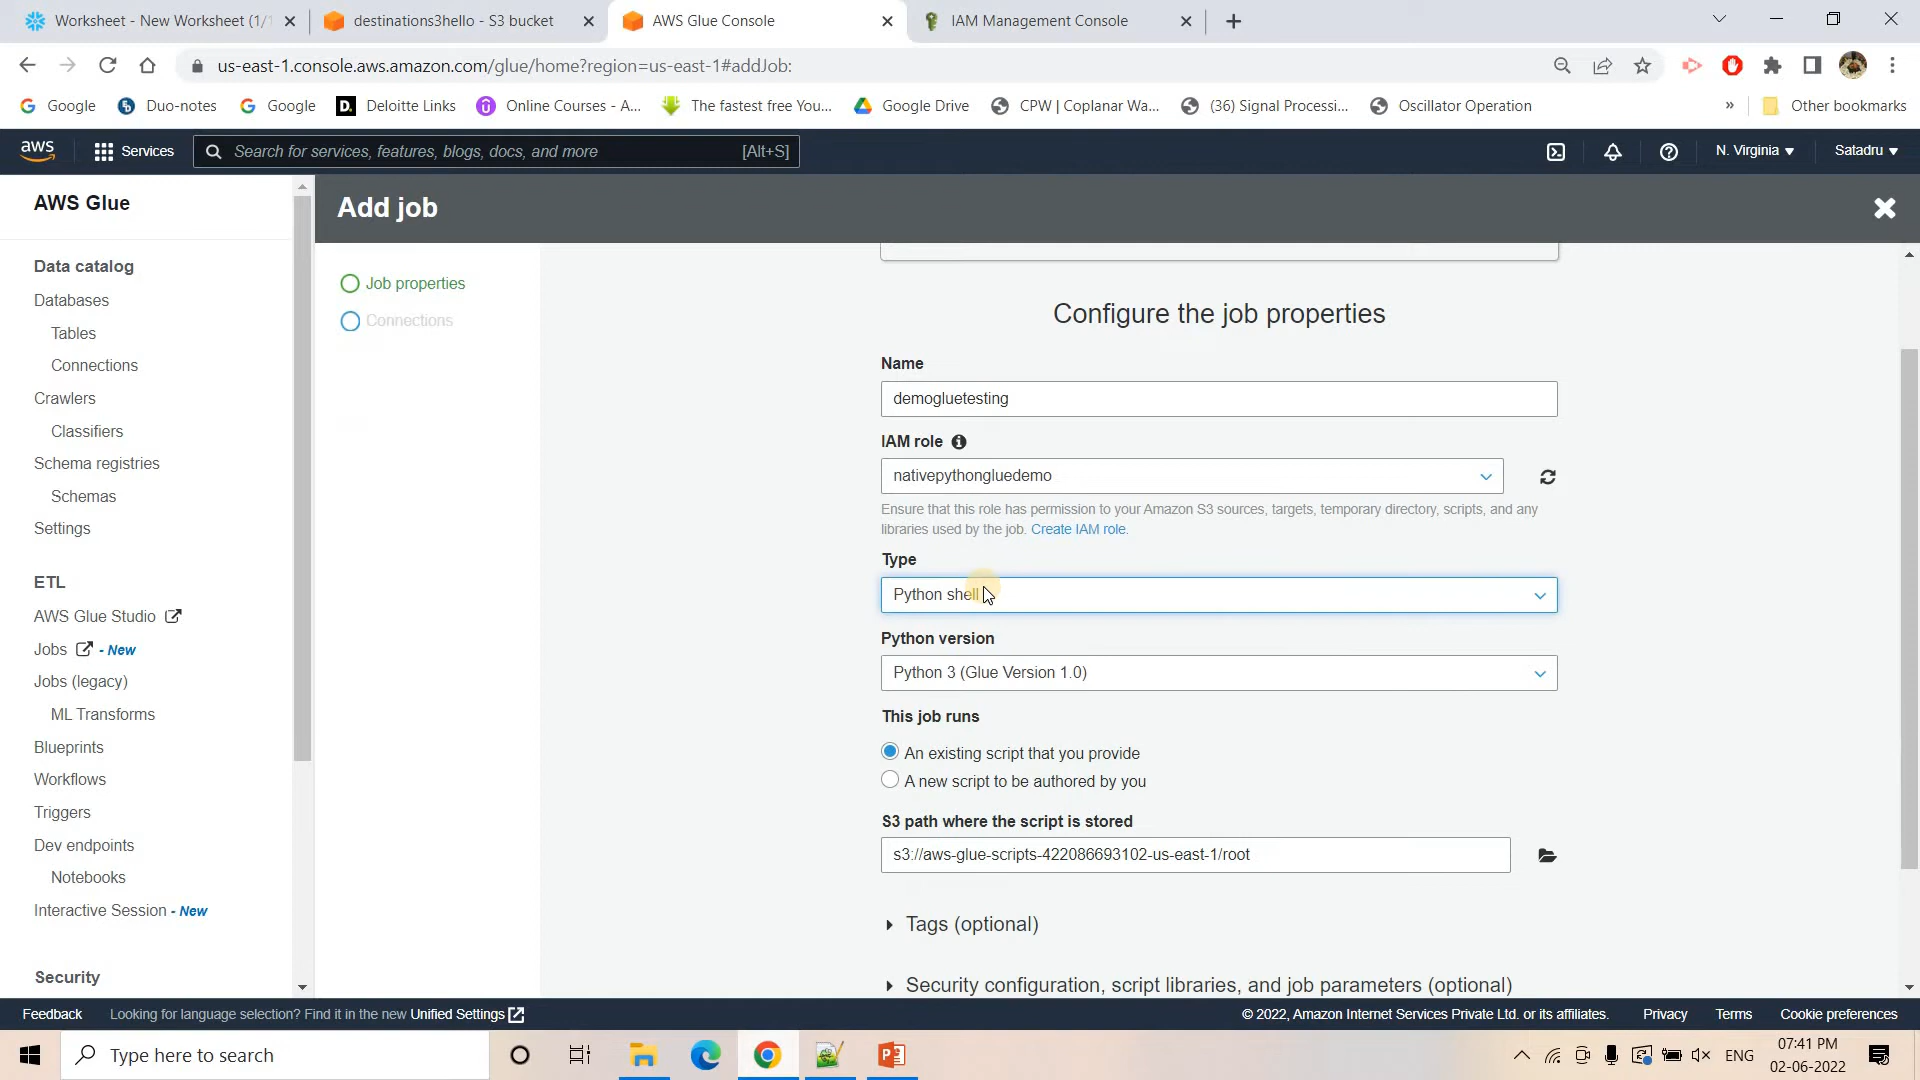 Worksheet - New Worksheet (1/1
destinations3hello - S3 bucket
AWS Glue Console
IAM Management Console
us-east-1.console.aws.amazon.com/glue/home?region=us-east-1#addJob:
Google
Duo-notes
Google
D.
Deloitte Links
Online Courses - A...
The fastest free You...
Google Drive
CPW | Coplanar Wa...
(36) Signal Processi...
Oscillator Operation
»
Other bookmarks
aws
Services
Search for services, features, blogs, docs, and more
[Alt+S]
N. Virginia
Satadru
AWS Glue
Add job
Data catalog
Databases
Tables
Connections
Crawlers
Classifiers
Schema registries
Schemas
Settings
ETL
AWS Glue Studio
Jobs - New
Jobs (legacy)
ML Transforms
Blueprints
Workflows
Triggers
Dev endpoints
Notebooks
Interactive Session - New
Security
Job properties
Connections
Configure the job properties
Name
demogluetesting
IAM role
nativepythongluedemo
Ensure that this role has permission to your Amazon S3 sources, targets, temporary directory, scripts, and any
libraries used by the job. Create IAM role.
Type
Python shell
Python version
Python 3 (Glue Version 1.0)
This job runs
An existing script that you provide
A new script to be authored by you
S3 path where the script is stored
s3://aws-glue-scripts-422086693102-us-east-1/root
Tags (optional)
Security configuration, script libraries, and job parameters (optional)
Feedback
Looking for language selection? Find it in the new Unified Settings
© 2022, Amazon Internet Services Private Ltd. or its affiliates.
Privacy
Terms
Cookie preferences
Type here to search
ENG
07:41 PM
02-06-2022